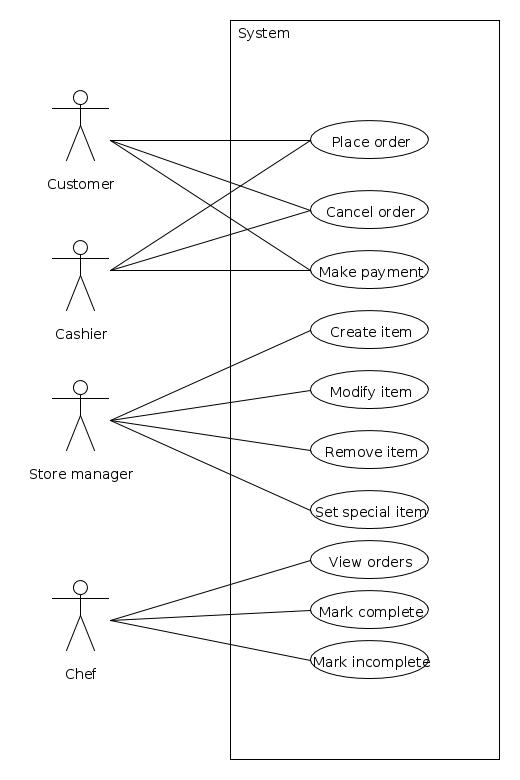 System
Customer
Place order
Cancel order
Make payment
Cashier
Create item
Modify item
Store manager
Remove item
Set special item
View orders
Mark complete
Chef
Mark incomplete